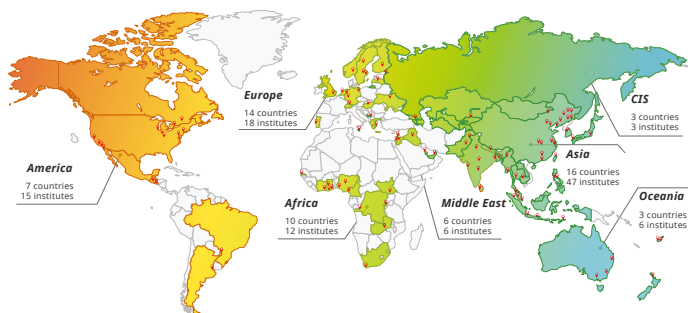 Europe
14 countries
18 institutes
CIS
3 countries
3 institutes
America
7 countries
15 institutes
Asia
16 countries
47 institutes
Africa
10 countries
12 institutes
Middle East
6 countries
6 institutes
Oceania
3 countries
6 institutes